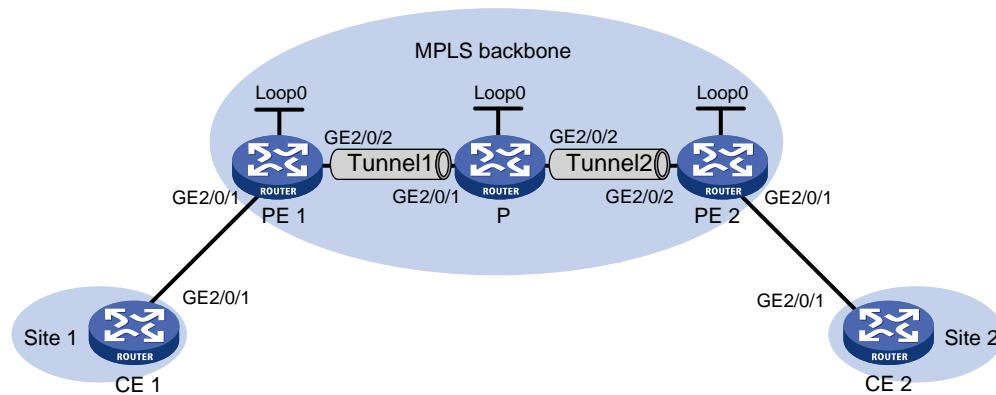 MPLS backbone
Loop0
Loop0
Loop0
GE2/0/2
GE2/0/2
Tunnel1
Tunnel2
ROUTER
ROUTER
ROUTER
GE2/0/1
GE2/0/1
GE2/0/2
GE2/0/1
PE 1
P
PE 2
GE2/0/1
GE2/0/1
Site 1
ROUTER
ROUTER
Site 2
CE 1
CE 2